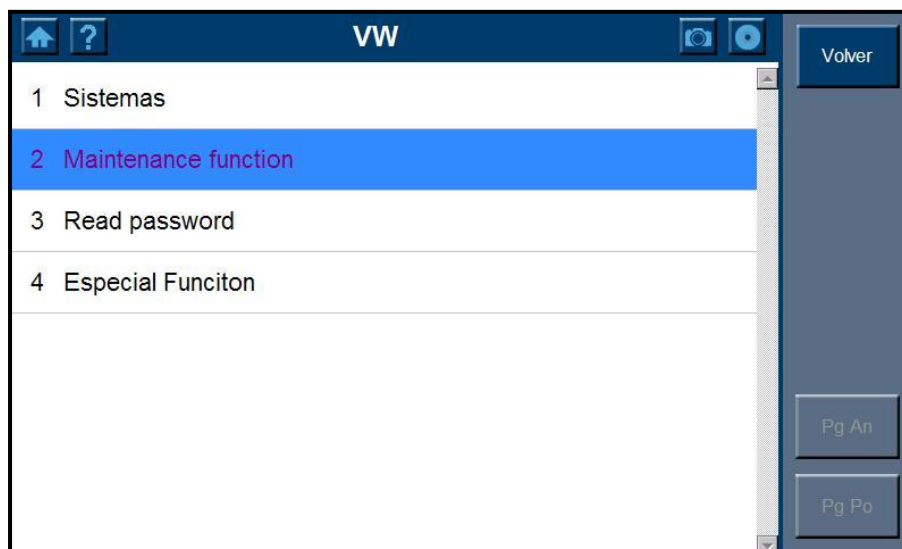 ? VW
Volver
1 Sistemas
2 Maintenance function
3 Read password
4 Especial Funciton
Pg An
Pg Po